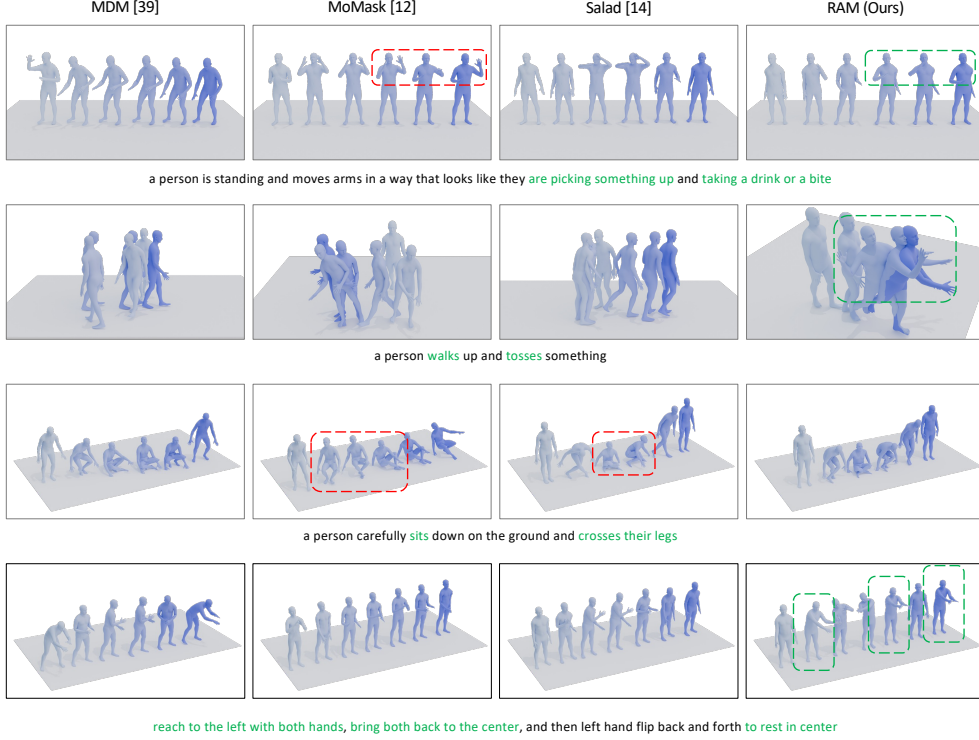 MDM [39]
MoMask [12]
Salad [14]
RAM (Ours)
a person is standing and moves arms in a way that looks like they are picking something up and taking a drink or a bite
a person walks up and tosses something
a person carefully sits down on the ground and crosses their legs
reach to the left with both hands, bring both back to the center, and then left hand flip back and forth to rest in center